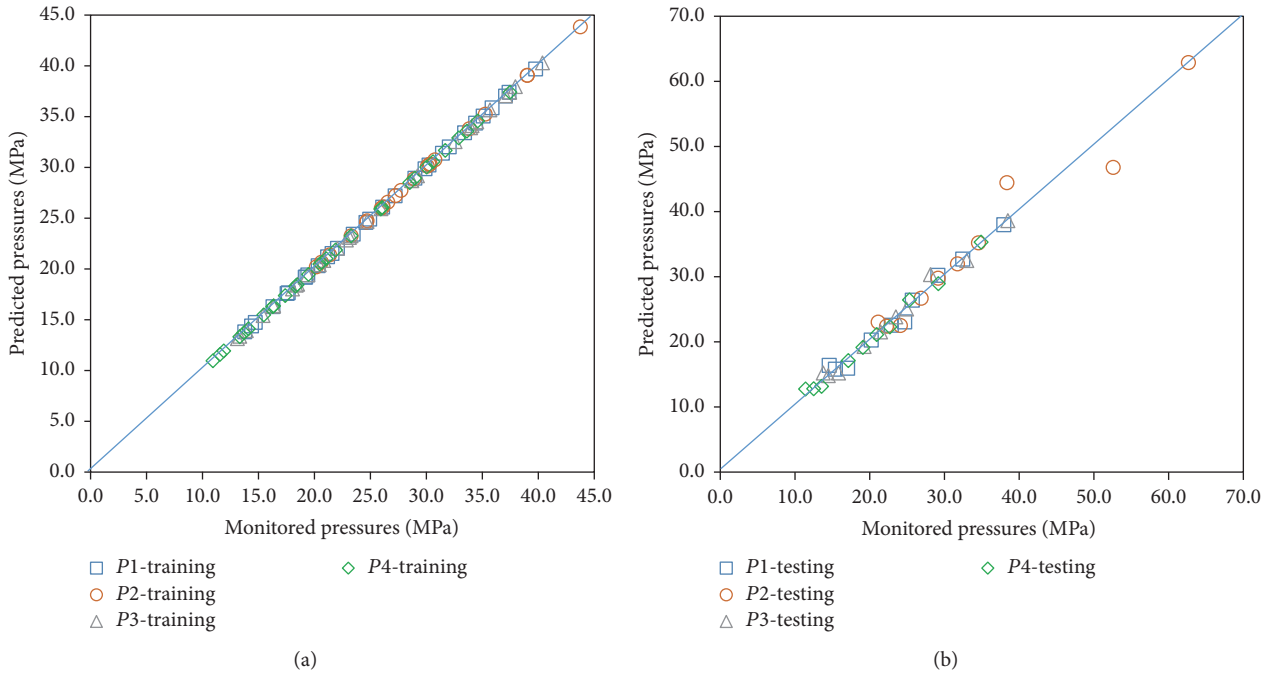 45.0
40.0
35.0
30.0
25.0
20.0
15.0
10.0
5.0
0.0
Predicted pressures (MPa)
0.0 5.0 10.0 15.0 20.0 25.0 30.0 35.0 40.0 45.0
Monitored pressures (MPa)
P1-training
P2-training
P3-training
P4-training
(a)
70.0
60.0
50.0
40.0
30.0
20.0
10.0
0.0
Predicted pressures (MPa)
0.0 10.0 20.0 30.0 40.0 50.0 60.0 70.0
Monitored pressures (MPa)
P1-testing
P2-testing
P3-testing
P4-testing
(b)